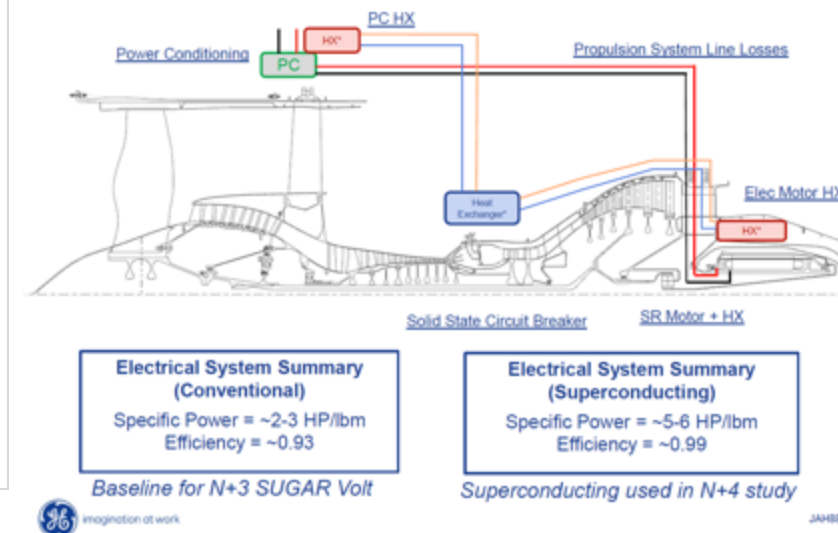 PC HX
Power Conditioning
HX*
PC
Propulsion System Line Losses
Heat
Exchanger*
Elec Motor HX
HX*
Solid State Circuit Breaker
SR Motor + HX
Electrical System Summary
(Conventional)
Specific Power = ~2-3 HP/lbm
Efficiency = ~0.93
Baseline for N+3 SUGAR Volt
Electrical System Summary
(Superconducting)
Specific Power = ~5-6 HP/lbm
Efficiency = ~0.99
Superconducting used in N+4 study
GE
imagination at work